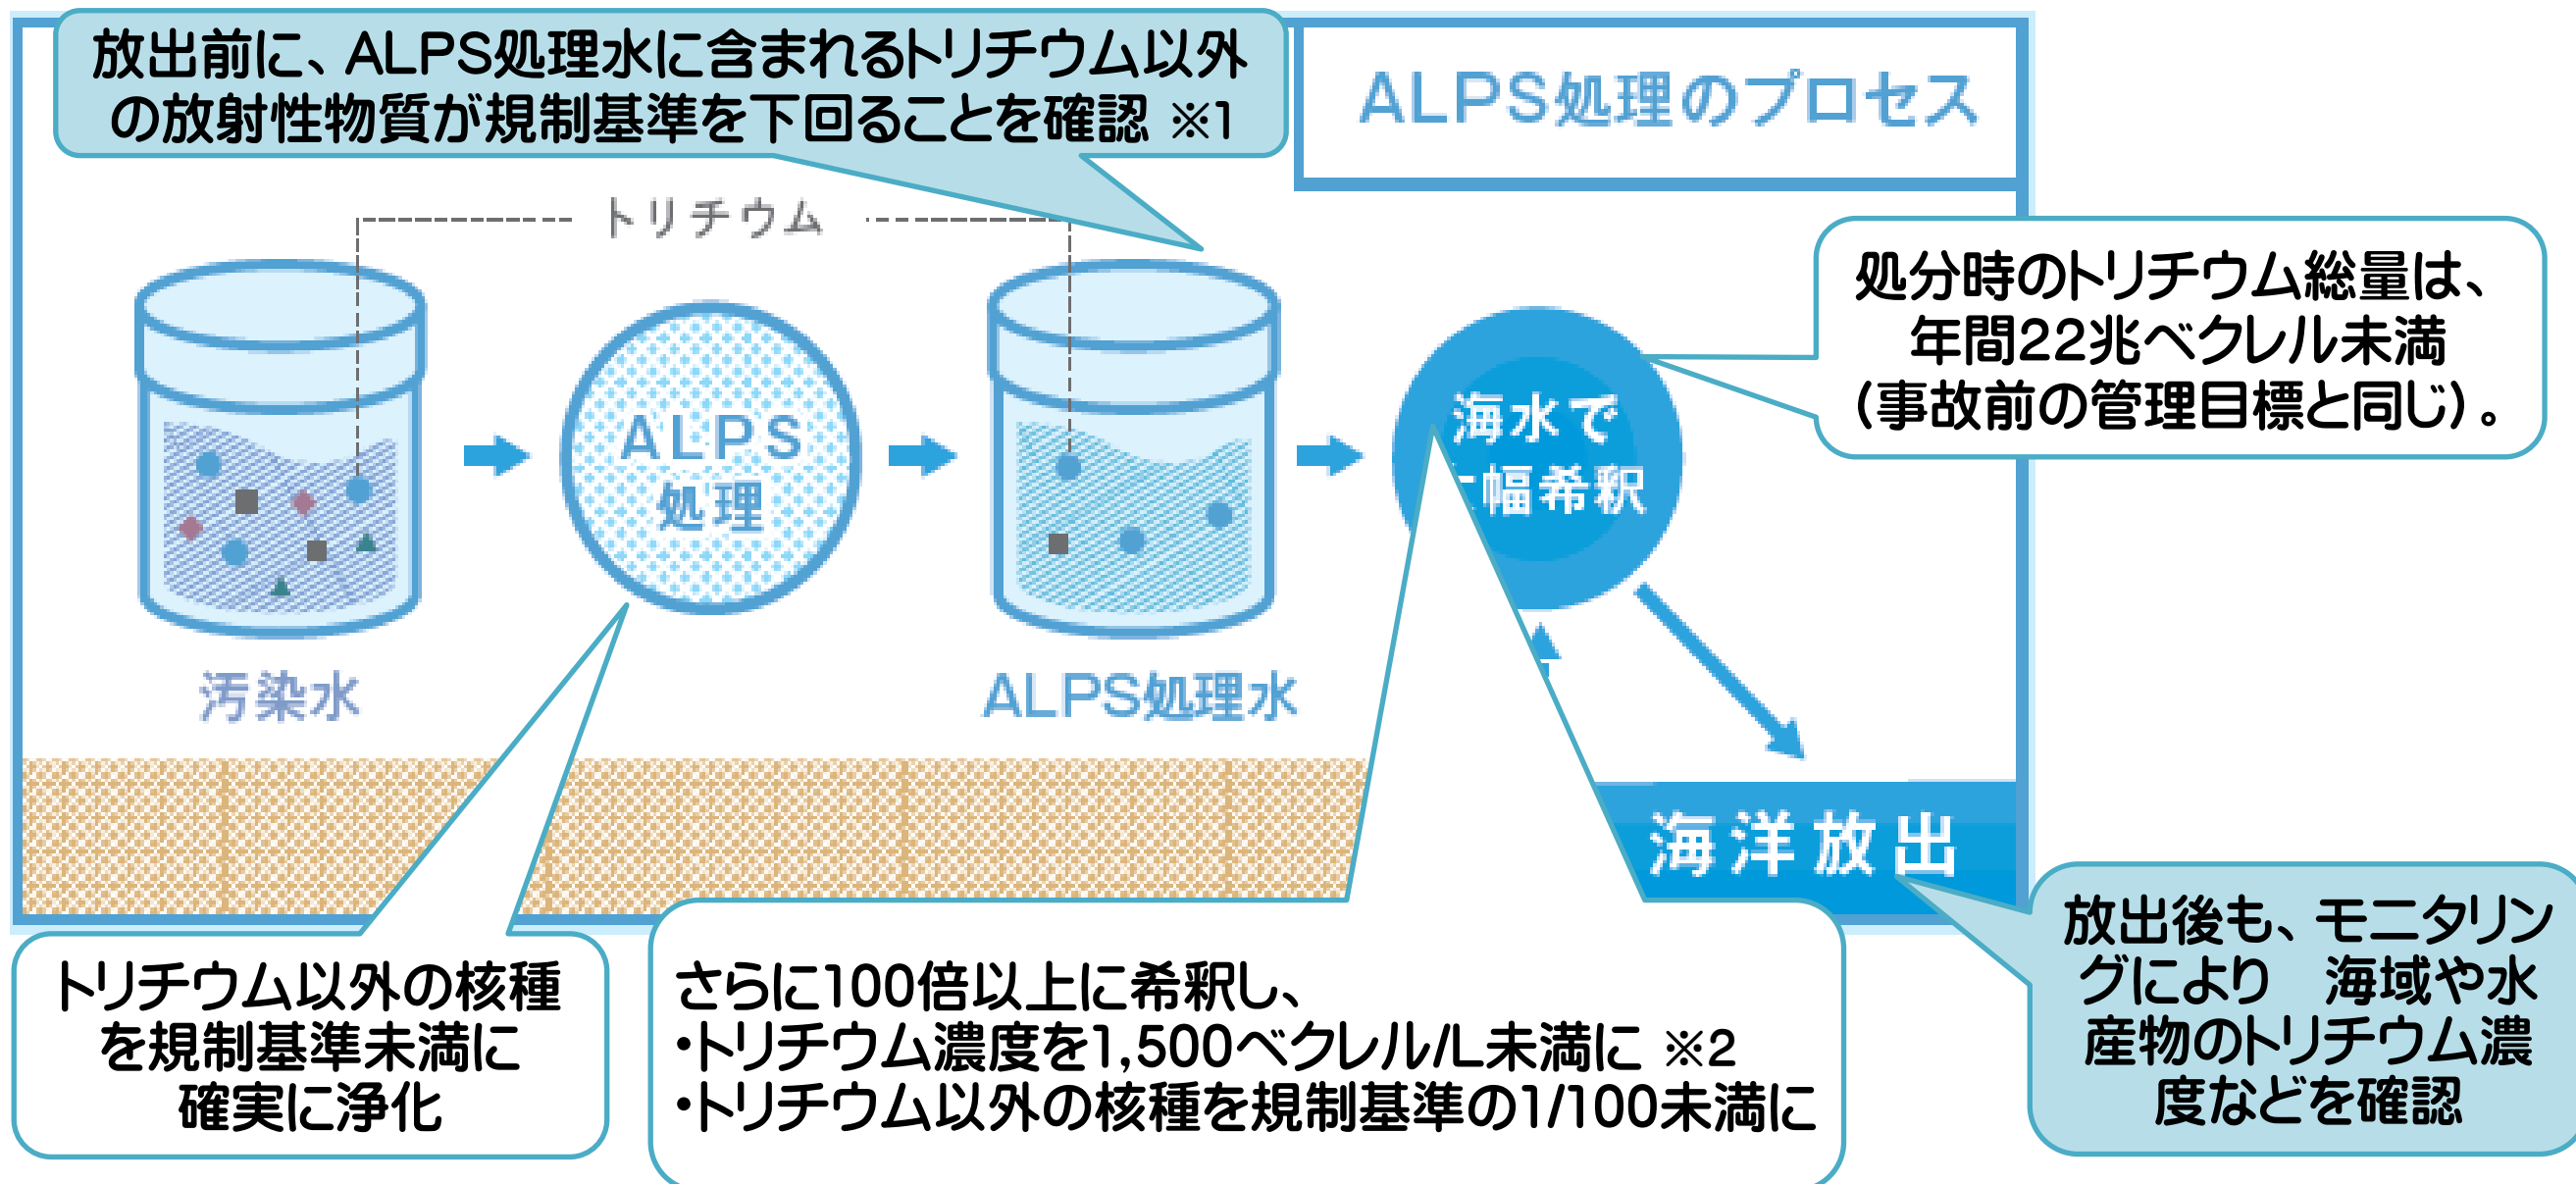 放出前に、ALPS処理水に含まれるトリチウム以外
の放射性物質が規制基準を下回ることを確認 ※1
ALPS処理のプロセス
トリチウム
処分時のトリチウム総量は、
年間22兆ベクレル未満
(事故前の管理目標と同じ)。
ALPS
処理
海水で
幅希釈
汚染水
ALPS処理水
海洋放出
トリチウム以外の核種
を規制基準未満に
確実に浄化
さらに100倍以上に希釈し、
・トリチウム濃度を1,500ベクレル/L未満に ※2
・トリチウム以外の核種を規制基準の1/100未満に
放出後も、モニタリン
グにより　海域や水
産物のトリチウム濃
度などを確認